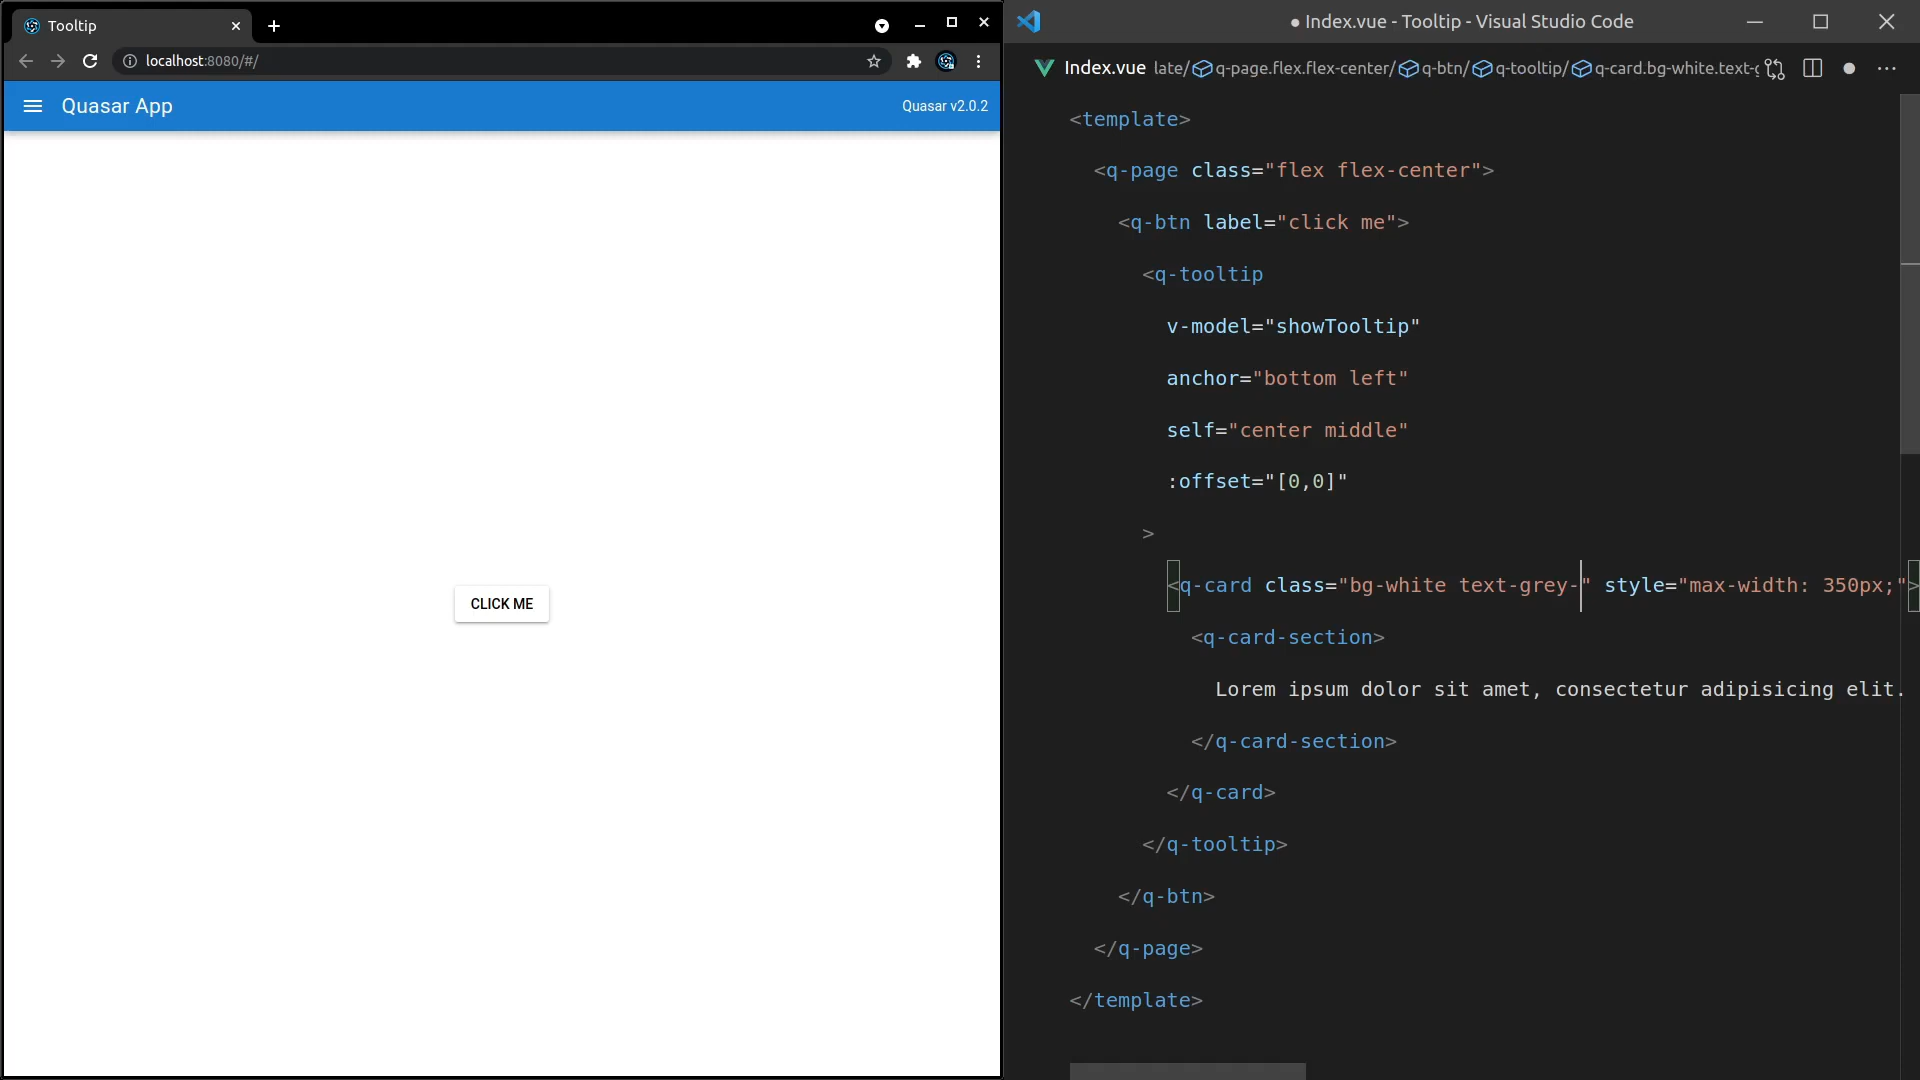 Tooltip
localhost:8080/#/
Quasar App
Quasar v2.0.2
CLICK ME
● Index.vue - Tooltip - Visual Studio Code
Index.vue late/q-page.flex.flex-center/q-btn/q-tooltip/q-card.bg-white.text-
<template>
<q-page class="flex flex-center">
<q-btn label="click me">
<q-tooltip
v-model="showTooltip"
anchor="bottom left"
self="center middle"
:offset="[0,0]"
>
<q-card class="bg-white text-grey-" style="max-width: 350px;">
<q-card-section>
Lorem ipsum dolor sit amet, consectetur adipisicing elit.
</q-card-section>
</q-card>
</q-tooltip>
</q-btn>
</q-page>
</template>